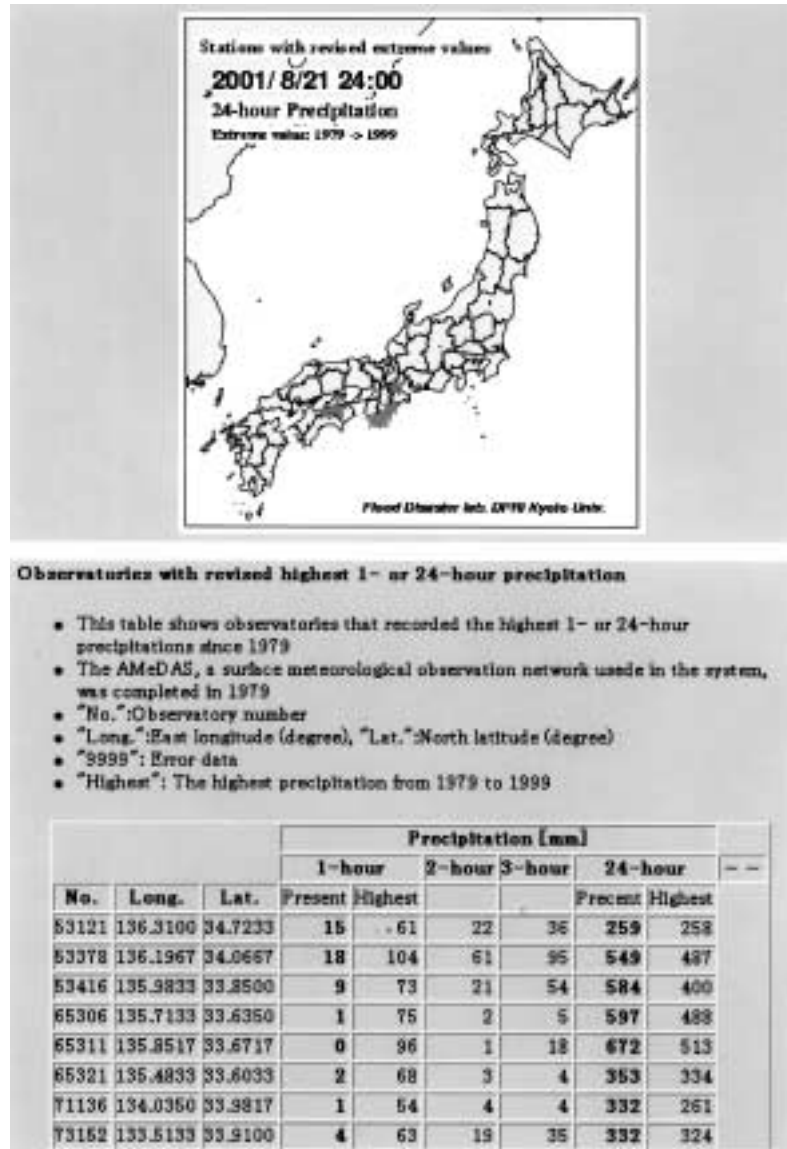 Stations with revised extreme values
2001/ 8/21 24:00
24-hour Precipitation
Extreme value: 1979 -> 1999
Flood Disaster lab. DPRI Kyoto-Univ.
Observatories with revised highest 1- or 24-hour precipitation
• This table shows observatories that recorded the highest 1- or 24-hour
precipitations since 1979
• The AMeDAS, a surface meteorological observation network usede in the system,
was completed in 1979
• "No.":Observatory number
• "Long.":East longitude (degree), "Lat.":North latitude (degree)
• "9999": Error data
• "Highest": The highest precipitation from 1979 to 1999
Precipitation [mm]
1-hour 2-hour 3-hour 24-hour --
No. Long. Lat. Present Highest Precent Highest
53121 136.3100 34.7233 15 61 22 36 259 258
53378 136.1967 34.0667 18 104 61 95 549 487
53416 135.9833 33.8500 9 73 21 54 584 400
65306 135.7133 33.6350 1 75 2 5 597 488
65311 135.8517 33.6717 0 96 1 18 672 513
65321 135.4833 33.6033 2 68 3 4 353 334
71136 134.0350 33.9817 1 54 4 4 332 261
73152 133.5133 33.9100 4 63 19 35 332 324